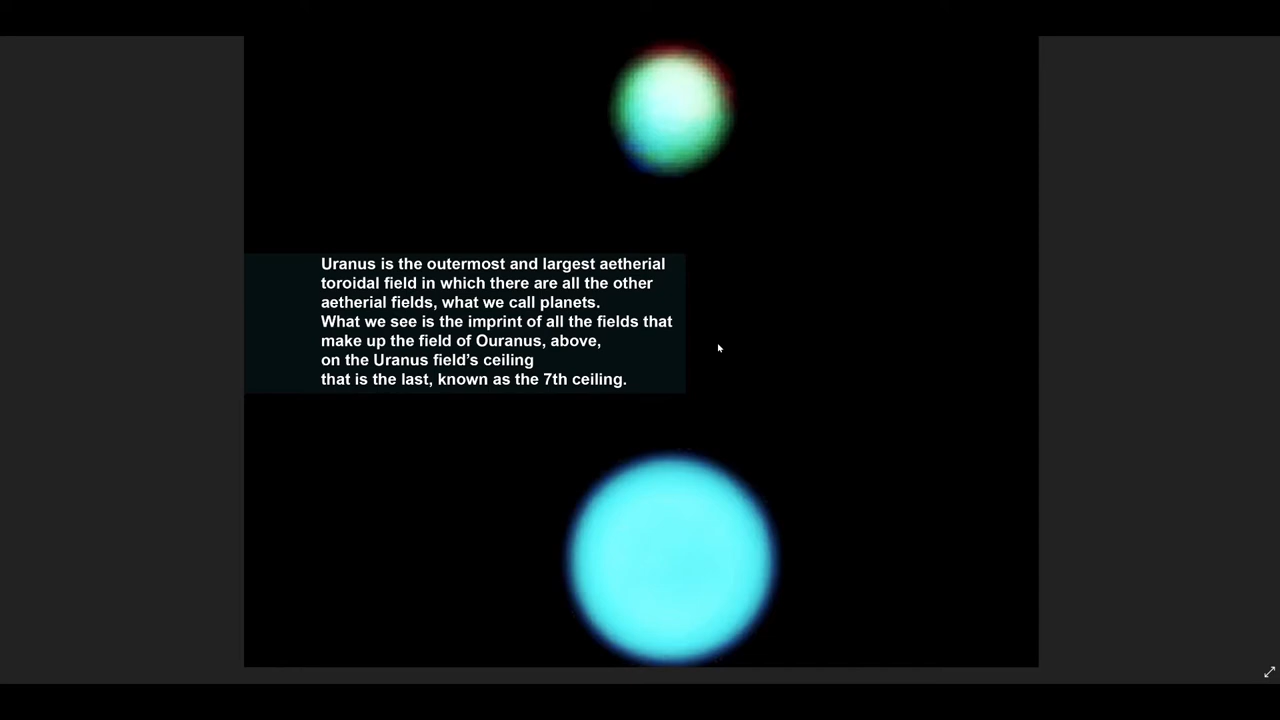 Uranus is the outermost and largest aetherial
toroidal field in which there are all the other
aetherial fields, what we call planets.
What we see is the imprint of all the fields that
make up the field of Ouranus, above,
on the Uranus field’s ceiling
that is the last, known as the 7th ceiling.